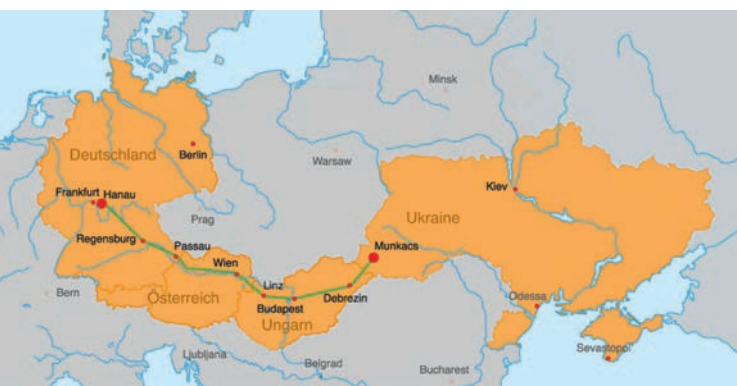 Minsk
Deutschland
Berlin
Warsaw
Kiev
Frankfurt
Hanau
Prag
Ukraine
Regensburg
Passau
Munkacs
Wien
Linz
Bern
Österreich
Budapest
Debrezin
Odessa
Ungarn
Ljubljana
Belgrad
Sevastopol'
Bucharest